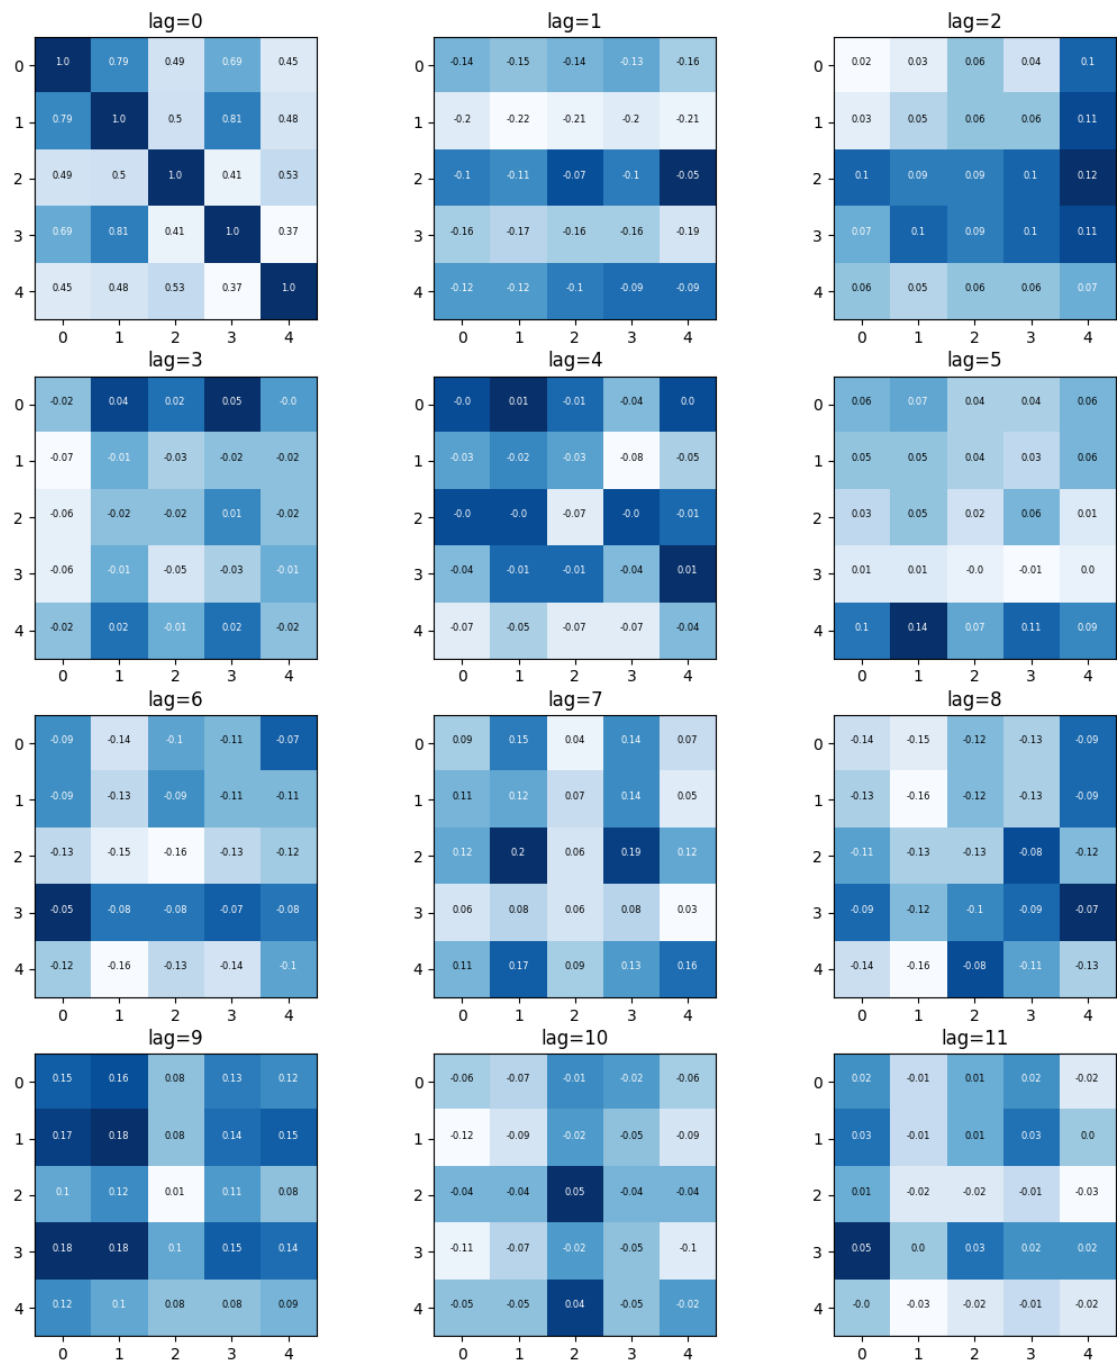 lag=0 lag=1 lag=2
0 1.0 0.79 0.49 0.69 0.45 0 -0.14 -0.15 -0.14 -0.13 -0.16 0 0.02 0.03 0.06 0.04 0.1
1 0.79 1.0 0.5 0.81 0.48 1 -0.2 -0.22 -0.21 -0.2 -0.21 1 0.03 0.05 0.06 0.06 0.11
2 0.49 0.5 1.0 0.41 0.53 2 -0.1 -0.11 -0.07 -0.1 -0.05 2 0.1 0.09 0.09 0.1 0.12
3 0.69 0.81 0.41 1.0 0.37 3 -0.16 -0.17 -0.16 -0.16 -0.19 3 0.07 0.1 0.09 0.1 0.11
4 0.45 0.48 0.53 0.37 1.0 4 -0.12 -0.12 -0.1 -0.09 -0.09 4 0.06 0.05 0.06 0.06 0.07
0 1 2 3 4 0 1 2 3 4 0 1 2 3 4
lag=3 lag=4 lag=5
0 -0.02 0.04 0.02 0.05 -0.0 0 -0.0 0.01 -0.01 -0.04 0.0 0 0.06 0.07 0.04 0.04 0.06
1 -0.07 -0.01 -0.03 -0.02 -0.02 1 -0.03 -0.02 -0.03 -0.08 -0.05 1 0.05 0.05 0.04 0.03 0.06
2 -0.06 -0.02 -0.02 0.01 -0.02 2 -0.0 -0.0 -0.07 -0.0 -0.01 2 0.03 0.05 0.02 0.06 0.01
3 -0.06 -0.01 -0.05 -0.03 -0.01 3 -0.04 -0.01 -0.01 -0.04 0.01 3 0.01 0.01 -0.0 -0.01 0.0
4 -0.02 0.02 -0.01 0.02 -0.02 4 -0.07 -0.05 -0.07 -0.07 -0.04 4 0.1 0.14 0.07 0.11 0.09
0 1 2 3 4 0 1 2 3 4 0 1 2 3 4
lag=6 lag=7 lag=8
0 -0.09 -0.14 -0.1 -0.11 -0.07 0 0.09 0.15 0.04 0.14 0.07 0 -0.14 -0.15 -0.12 -0.13 -0.09
1 -0.09 -0.13 -0.09 -0.11 -0.11 1 0.11 0.12 0.07 0.14 0.05 1 -0.13 -0.16 -0.12 -0.13 -0.09
2 -0.13 -0.15 -0.16 -0.13 -0.12 2 0.12 0.2 0.06 0.19 0.12 2 -0.11 -0.13 -0.13 -0.08 -0.12
3 -0.05 -0.08 -0.08 -0.07 -0.08 3 0.06 0.08 0.06 0.08 0.03 3 -0.09 -0.12 -0.1 -0.09 -0.07
4 -0.12 -0.16 -0.13 -0.14 -0.1 4 0.11 0.17 0.09 0.13 0.16 4 -0.14 -0.16 -0.08 -0.11 -0.13
0 1 2 3 4 0 1 2 3 4 0 1 2 3 4
lag=9 lag=10 lag=11
0 0.15 0.16 0.08 0.13 0.12 0 -0.06 -0.07 -0.01 -0.02 -0.06 0 0.02 -0.01 0.01 0.02 -0.02
1 0.17 0.18 0.08 0.14 0.15 1 -0.12 -0.09 -0.02 -0.05 -0.09 1 0.03 -0.01 0.01 0.03 0.0
2 0.1 0.12 0.01 0.11 0.08 2 -0.04 -0.04 0.05 -0.04 -0.04 2 0.01 -0.02 -0.02 -0.01 -0.03
3 0.18 0.18 0.1 0.15 0.14 3 -0.11 -0.07 -0.02 -0.05 -0.1 3 0.05 0.0 0.03 0.02 0.02
4 0.12 0.1 0.08 0.08 0.09 4 -0.05 -0.05 0.04 -0.05 -0.02 4 -0.0 -0.03 -0.02 -0.01 -0.02
0 1 2 3 4 0 1 2 3 4 0 1 2 3 4